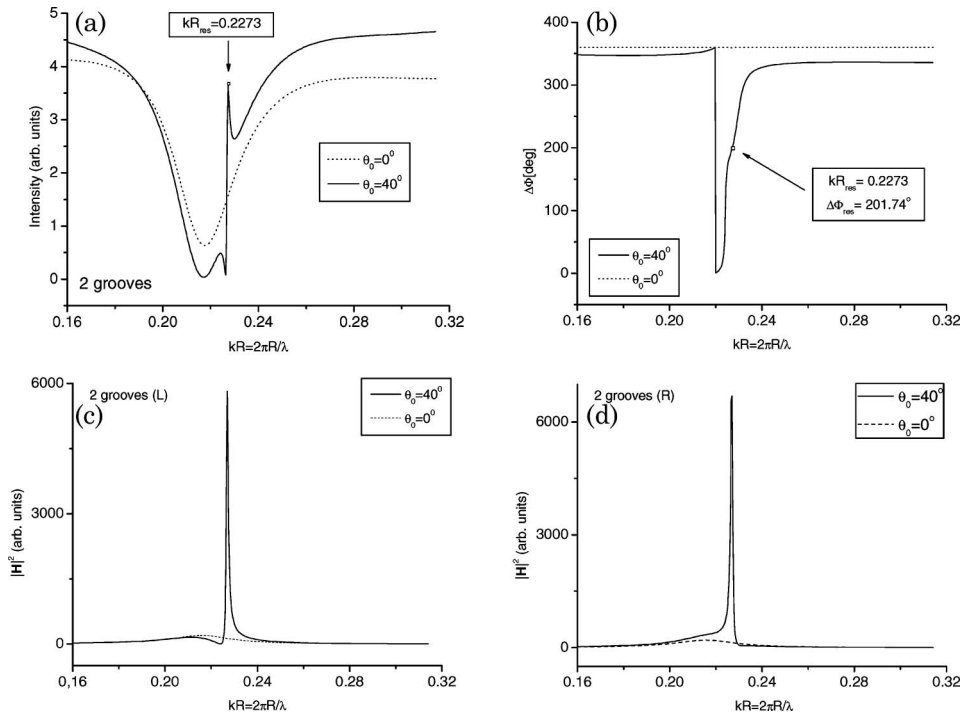 (a)
kRres=0.2273
Intensity (arb. units)
5
4
3
2
1
0
θ0=0°
θ0=40°
2 grooves
0.16 0.20 0.24 0.28 0.32
kR=2πR/λ
(b)
ΔΦ[deg]
400
300
200
100
0
kRres= 0.2273
ΔΦres= 201.74°
θ0=40°
θ0=0°
0.16 0.20 0.24 0.28 0.32
kR=2πR/λ
2 grooves (L)
(c)
|H|² (arb. units)
6000
3000
0
θ0=40°
θ0=0°
0,16 0.20 0.24 0.28 0.32
kR=2πR/λ
2 grooves (R)
(d)
|H|² (arb. units)
6000
3000
0
θ0=40°
θ0=0°
0.16 0.20 0.24 0.28 0.32
kR=2πR/λ